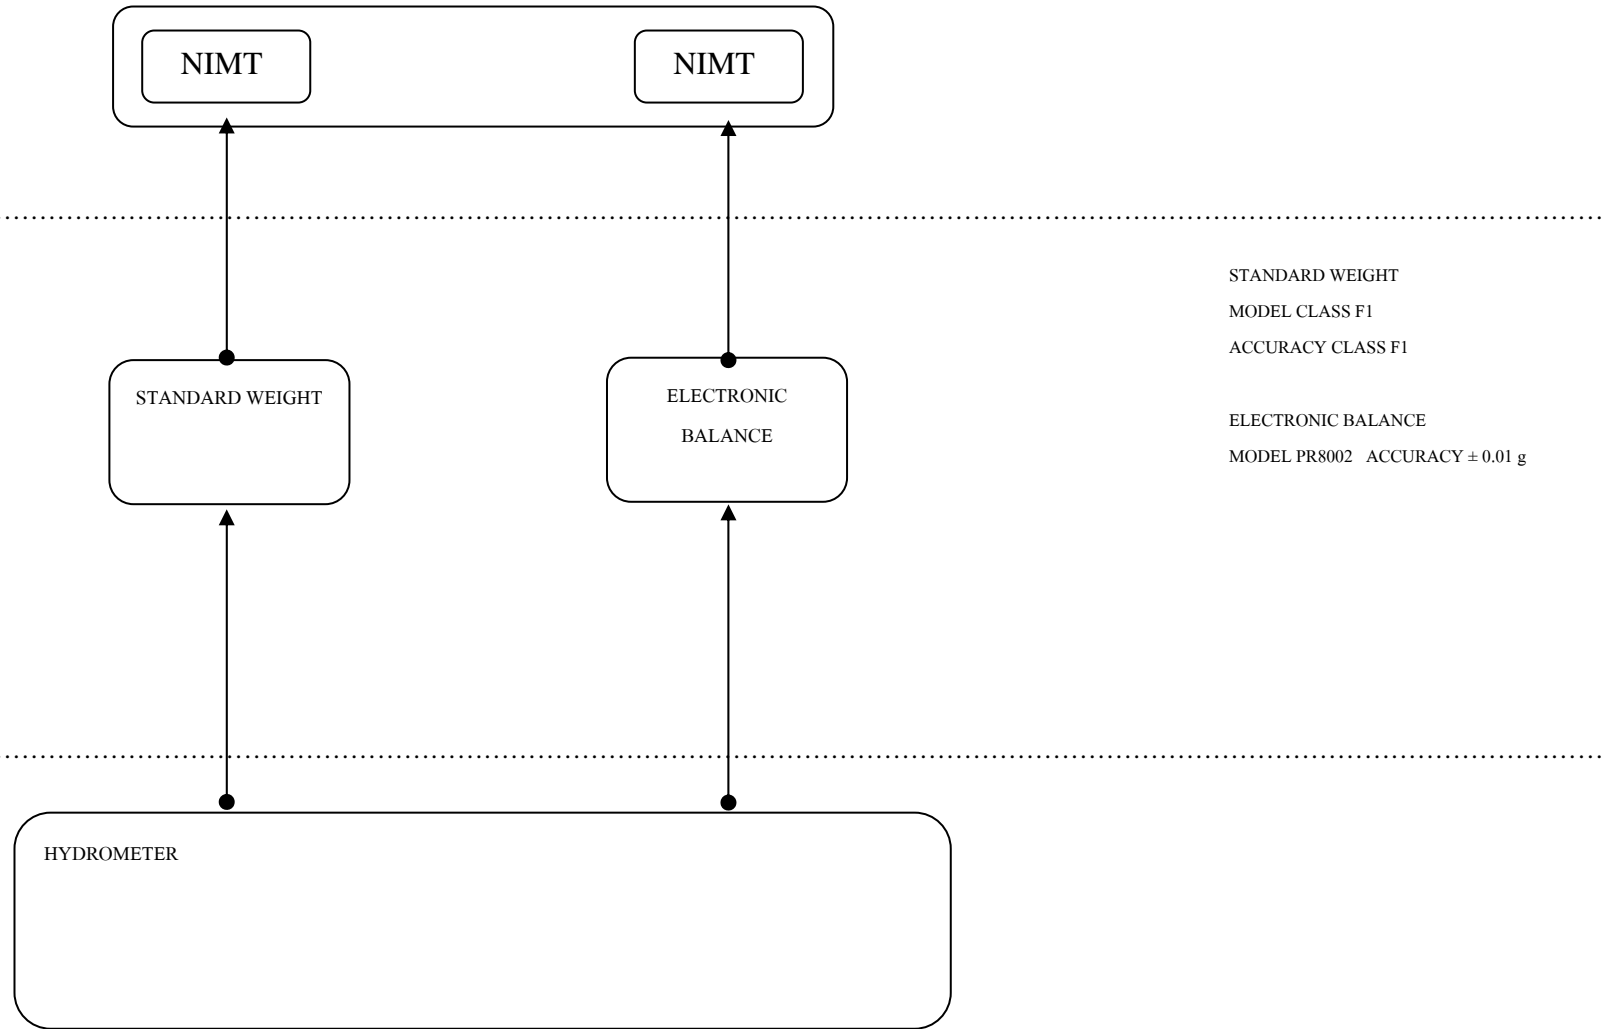 NIMT
NIMT
STANDARD WEIGHT
MODEL CLASS F1
ACCURACY CLASS F1
STANDARD WEIGHT
ELECTRONIC
BALANCE
ELECTRONIC BALANCE
MODEL PR8002 ACCURACY ± 0.01 g
HYDROMETER